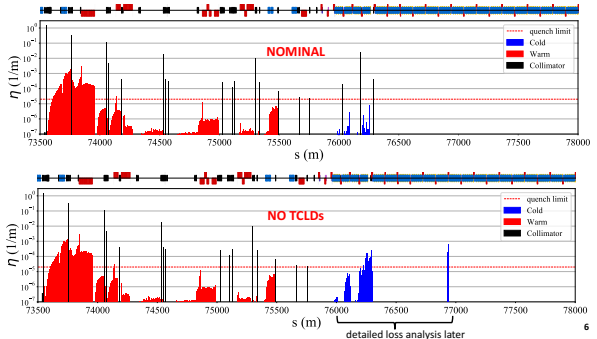 NOMINAL
quench limit
Cold
Warm
Collimator
η (1/m)
10⁰
10⁻¹
10⁻²
10⁻³
10⁻⁴
10⁻⁵
10⁻⁶
10⁻⁷
73500 74000 74500 75000 75500 76000 76500 77000 77500 78000
s (m)
NO TCLDs
quench limit
Cold
Warm
Collimator
η (1/m)
10⁰
10⁻¹
10⁻²
10⁻³
10⁻⁴
10⁻⁵
10⁻⁶
10⁻⁷
73500 74000 74500 75000 75500 76000 76500 77000 77500 78000
s (m)
detailed loss analysis later
6